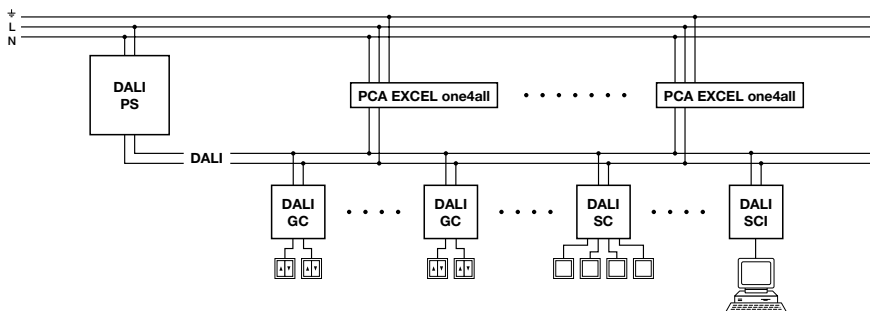 ⏚
L
N
DALI
PS
PCA EXCEL one4all
PCA EXCEL one4all
DALI
DALI
GC
DALI
GC
DALI
SC
DALI
SCI